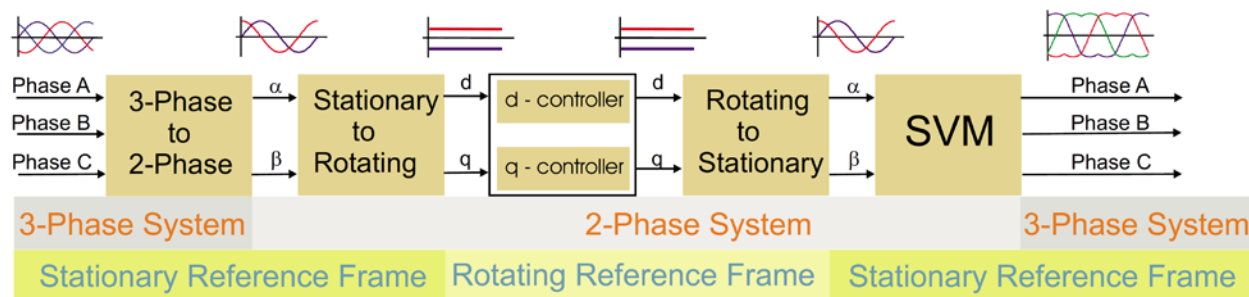 Phase A
Phase B
Phase C
3-Phase
to
2-Phase
α
β
Stationary
to
Rotating
d
q
d - controller
q - controller
d
q
Rotating
to
Stationary
α
β
SVM
Phase A
Phase B
Phase C
3-Phase System
2-Phase System
3-Phase System
Stationary Reference Frame
Rotating Reference Frame
Stationary Reference Frame